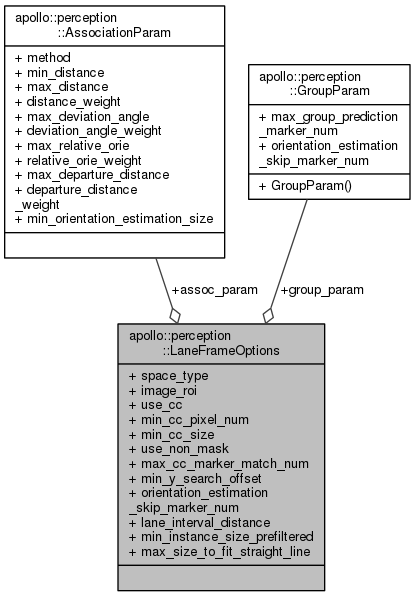 apollo::perception
::AssociationParam
+ method
+ min_distance
+ max_distance
+ distance_weight
+ max_deviation_angle
+ deviation_angle_weight
+ max_relative_orie
+ relative_orie_weight
+ max_departure_distance
+ departure_distance
_weight
+ min_orientation_estimation_size
apollo::perception
::GroupParam
+ max_group_prediction
_marker_num
+ orientation_estimation
_skip_marker_num
+ GroupParam()
+assoc_param
+group_param
apollo::perception
::LaneFrameOptions
+ space_type
+ image_roi
+ use_cc
+ min_cc_pixel_num
+ min_cc_size
+ use_non_mask
+ max_cc_marker_match_num
+ min_y_search_offset
+ orientation_estimation
_skip_marker_num
+ lane_interval_distance
+ min_instance_size_prefiltered
+ max_size_to_fit_straight_line